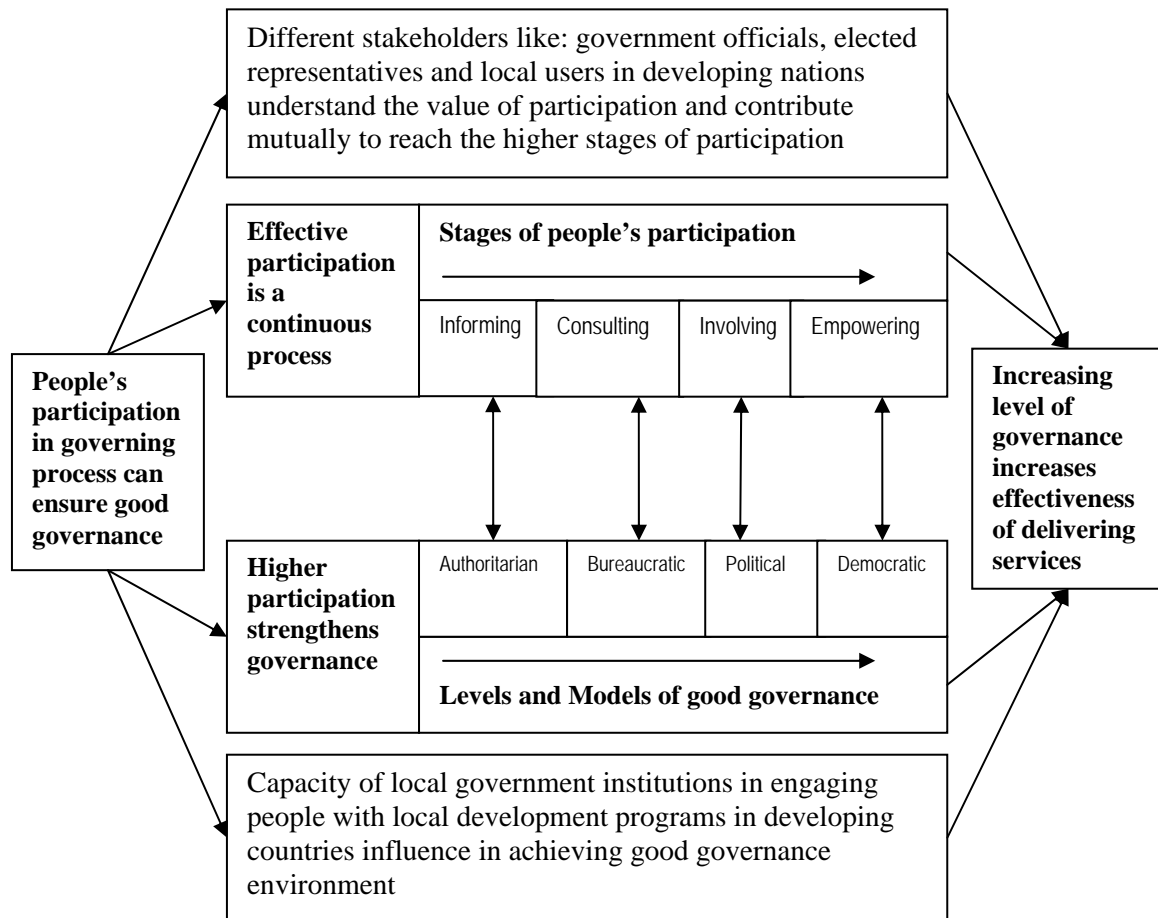 Different stakeholders like: government officials, elected
representatives and local users in developing nations
understand the value of participation and contribute
mutually to reach the higher stages of participation
Effective
participation
is a
continuous
process
Stages of people’s participation
Informing
Consulting
Involving
Empowering
People’s
participation
in governing
process can
ensure good
governance
Increasing
level of
governance
increases
effectiveness
of delivering
services
Higher
participation
strengthens
governance
Authoritarian
Bureaucratic
Political
Democratic
Levels and Models of good governance
Capacity of local government institutions in engaging
people with local development programs in developing
countries influence in achieving good governance
environment